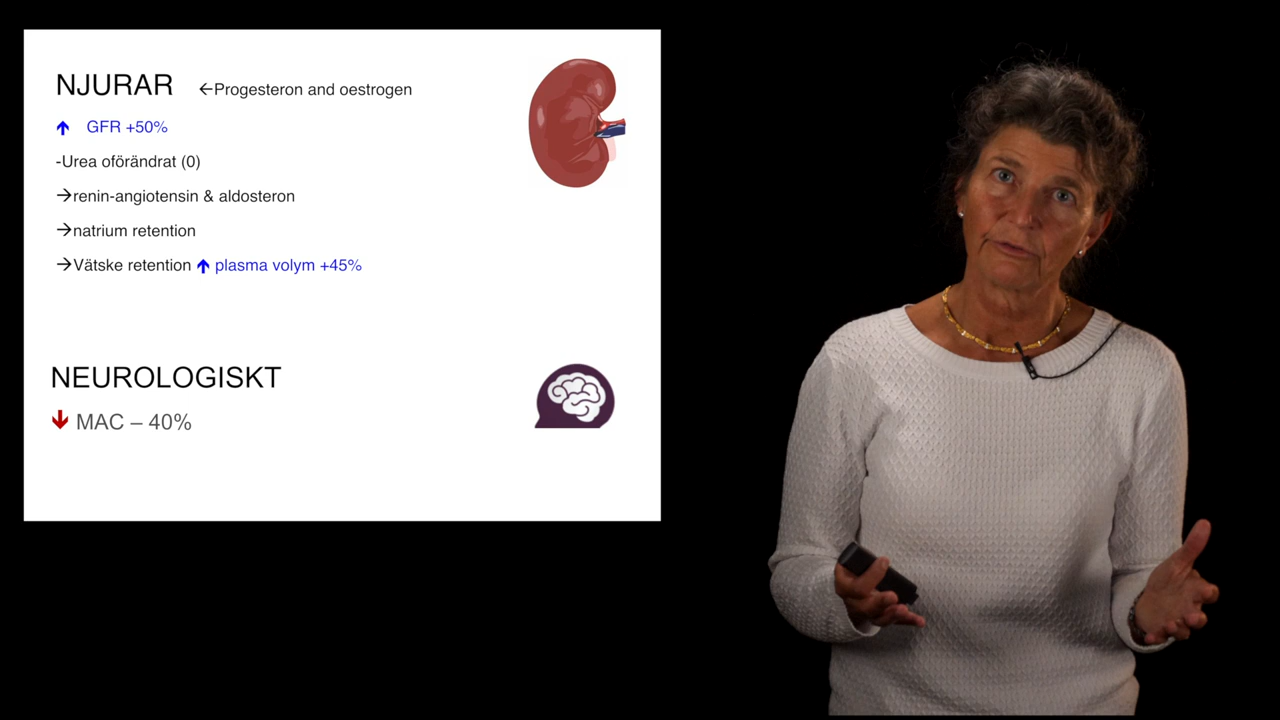 NJURAR ←Progesteron and oestrogen
↑ GFR +50%
-Urea oförändrat (0)
→renin-angiotensin & aldosteron
→natrium retention
→Vätske retention ↑ plasma volym +45%
NEUROLOGISKT
↓ MAC – 40%